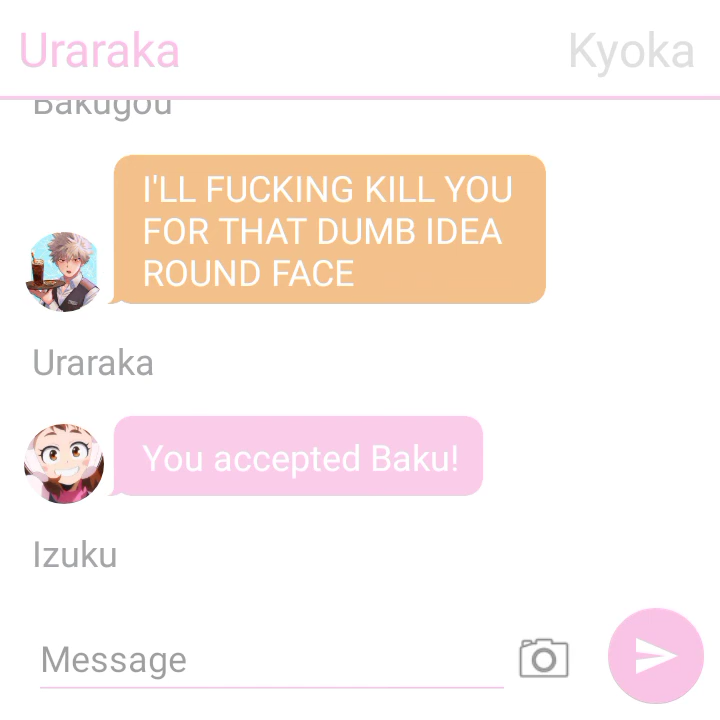 Uraraka Kyoka
Bakugou
I'LL FUCKING KILL YOU
FOR THAT DUMB IDEA
ROUND FACE
Uraraka
You accepted Baku!
Izuku
Message